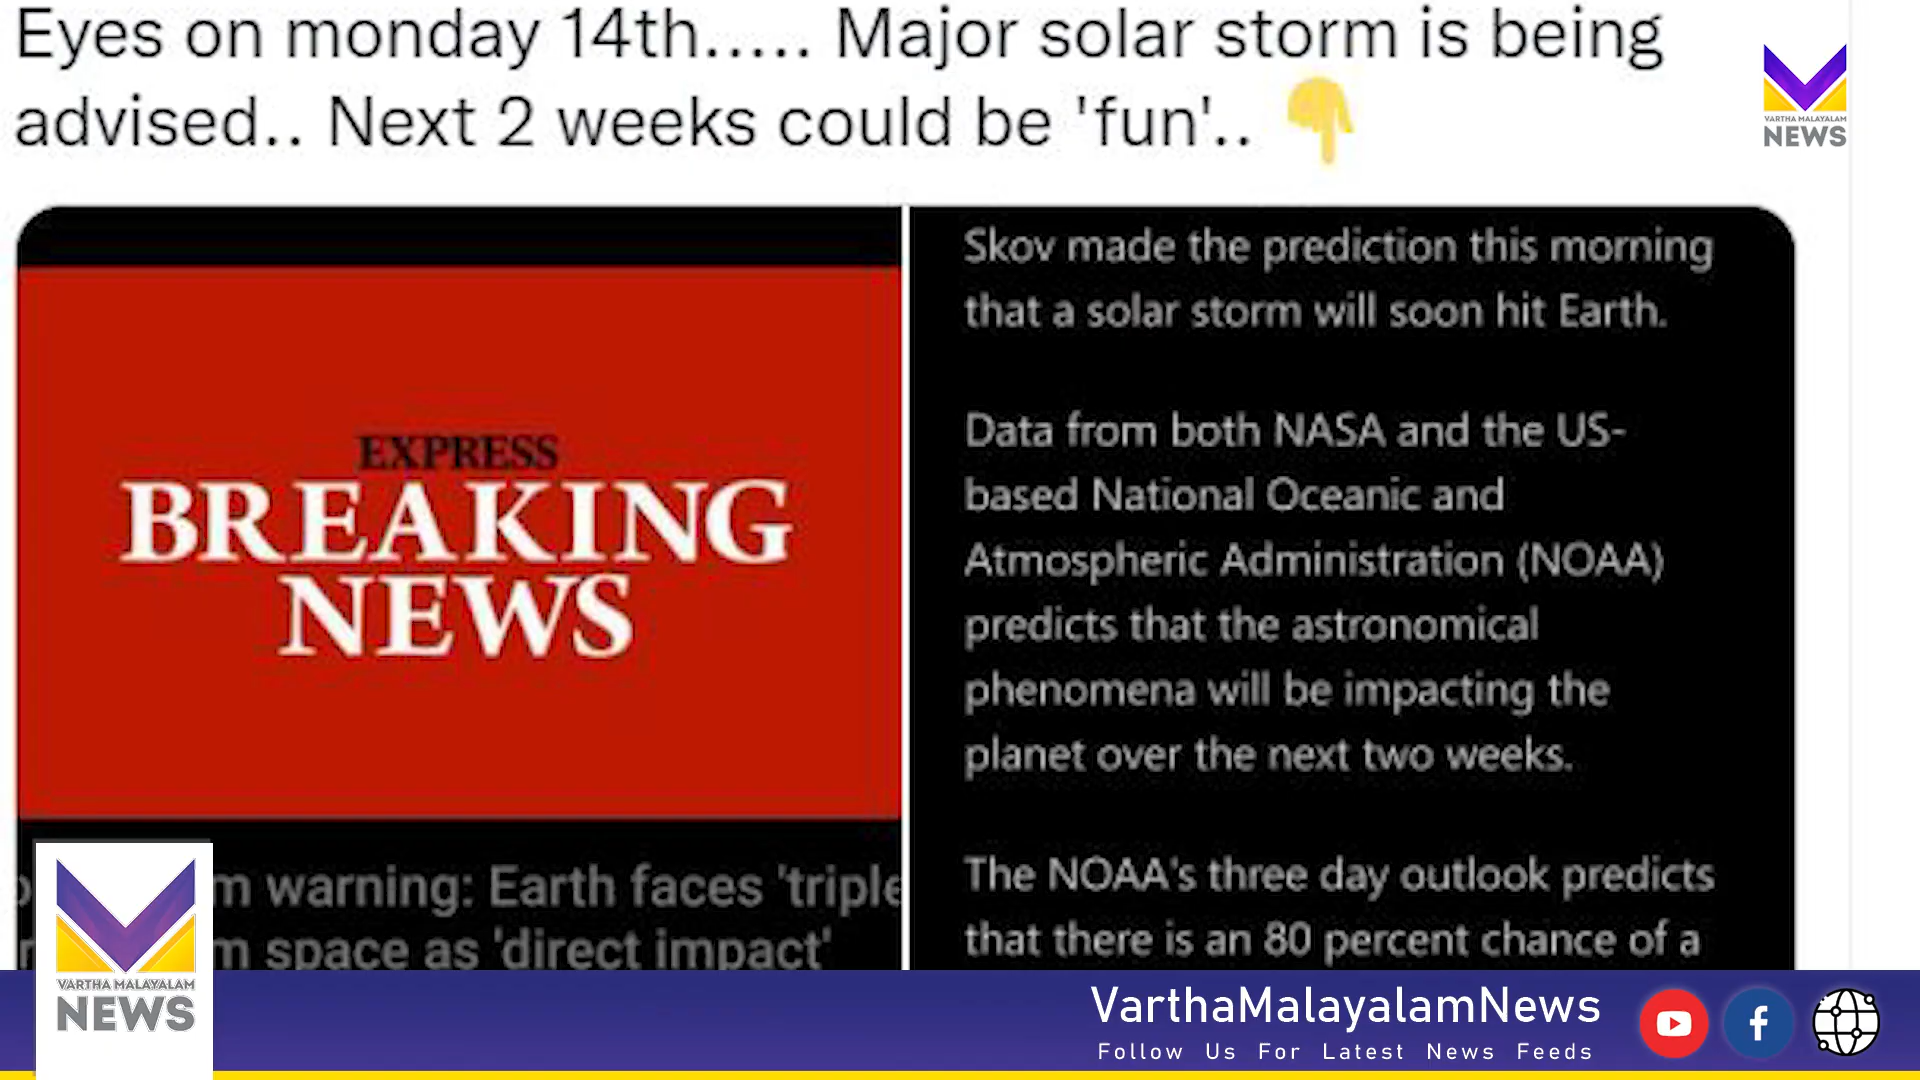 Eyes on monday 14th..... Major solar storm is being
advised.. Next 2 weeks could be 'fun'.. 👇
VARTHA MALAYALAM
NEWS
EXPRESS
BREAKING
NEWS
warning: Earth faces 'triple
space as 'direct impact'
Skov made the prediction this morning
that a solar storm will soon hit Earth.
Data from both NASA and the US-
based National Oceanic and
Atmospheric Administration (NOAA)
predicts that the astronomical
phenomena will be impacting the
planet over the next two weeks.
The NOAA's three day outlook predicts
that there is an 80 percent chance of a
VARTHA MALAYALAM
NEWS
VarthaMalayalamNews
Follow Us For Latest News Feeds